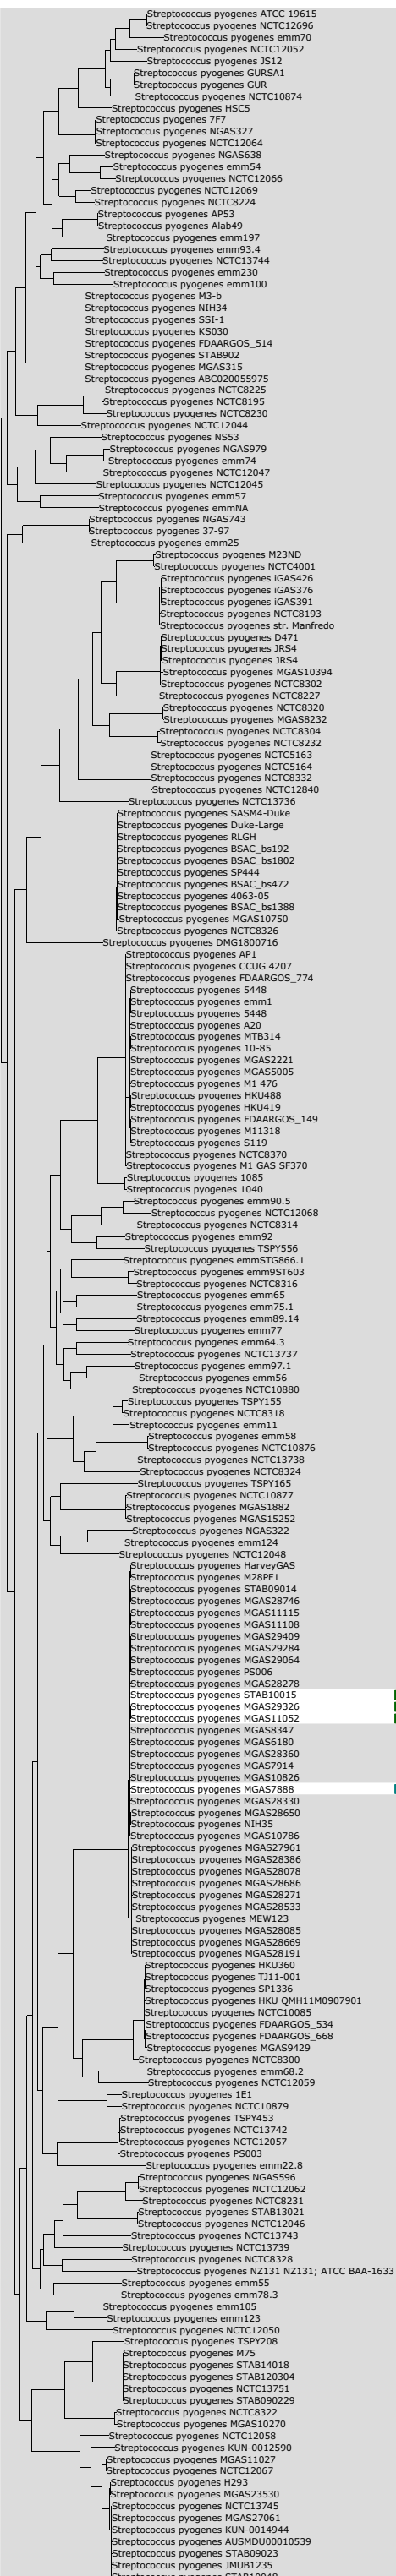 Streptococcus pyogenes ATCC 19615
Streptococcus pyogenes NCTC12696
Streptococcus pyogenes emm70
Streptococcus pyogenes NCTC12052
Streptococcus pyogenes JS12
Streptococcus pyogenes GURSA1
Streptococcus pyogenes GUR
Streptococcus pyogenes NCTC10874
Streptococcus pyogenes HSC5
Streptococcus pyogenes 7F7
Streptococcus pyogenes NGAS327
Streptococcus pyogenes NCTC12064
Streptococcus pyogenes NGAS638
Streptococcus pyogenes emm54
Streptococcus pyogenes NCTC12066
Streptococcus pyogenes NCTC12069
Streptococcus pyogenes NCTC8224
Streptococcus pyogenes AP53
Streptococcus pyogenes Alab49
Streptococcus pyogenes emm197
Streptococcus pyogenes emm93.4
Streptococcus pyogenes NCTC13744
Streptococcus pyogenes emm230
Streptococcus pyogenes emm100
Streptococcus pyogenes M3-b
Streptococcus pyogenes NIH34
Streptococcus pyogenes SSI-1
Streptococcus pyogenes KS030
Streptococcus pyogenes FDAARGOS_514
Streptococcus pyogenes STAB902
Streptococcus pyogenes MGAS315
Streptococcus pyogenes ABC020055975
Streptococcus pyogenes NCTC8225
Streptococcus pyogenes NCTC8195
Streptococcus pyogenes NCTC8230
Streptococcus pyogenes NCTC12044
Streptococcus pyogenes NS53
Streptococcus pyogenes NGAS979
Streptococcus pyogenes emm74
Streptococcus pyogenes NCTC12047
Streptococcus pyogenes NCTC12045
Streptococcus pyogenes emm57
Streptococcus pyogenes emmNA
Streptococcus pyogenes NGAS743
Streptococcus pyogenes 37-97
Streptococcus pyogenes emm25
Streptococcus pyogenes M23ND
Streptococcus pyogenes NCTC4001
Streptococcus pyogenes iGAS426
Streptococcus pyogenes iGAS376
Streptococcus pyogenes iGAS391
Streptococcus pyogenes NCTC8193
Streptococcus pyogenes str. Manfredo
Streptococcus pyogenes D471
Streptococcus pyogenes JRS4
Streptococcus pyogenes JRS4
Streptococcus pyogenes MGAS10394
Streptococcus pyogenes NCTC8302
Streptococcus pyogenes NCTC8227
Streptococcus pyogenes NCTC8320
Streptococcus pyogenes MGAS8232
Streptococcus pyogenes NCTC8304
Streptococcus pyogenes NCTC8232
Streptococcus pyogenes NCTC5163
Streptococcus pyogenes NCTC5164
Streptococcus pyogenes NCTC8332
Streptococcus pyogenes NCTC12840
Streptococcus pyogenes NCTC13736
Streptococcus pyogenes SASM4-Duke
Streptococcus pyogenes Duke-Large
Streptococcus pyogenes RLGH
Streptococcus pyogenes BSAC_bs192
Streptococcus pyogenes BSAC_bs1802
Streptococcus pyogenes SP444
Streptococcus pyogenes BSAC_bs472
Streptococcus pyogenes 4063-05
Streptococcus pyogenes BSAC_bs1388
Streptococcus pyogenes MGAS10750
Streptococcus pyogenes NCTC8326
Streptococcus pyogenes DMG1800716
Streptococcus pyogenes AP1
Streptococcus pyogenes CCUG 4207
Streptococcus pyogenes FDAARGOS_774
Streptococcus pyogenes 5448
Streptococcus pyogenes emm1
Streptococcus pyogenes 5448
Streptococcus pyogenes A20
Streptococcus pyogenes MTB314
Streptococcus pyogenes 10-85
Streptococcus pyogenes MGAS2221
Streptococcus pyogenes MGAS5005
Streptococcus pyogenes M1 476
Streptococcus pyogenes HKU488
Streptococcus pyogenes HKU419
Streptococcus pyogenes FDAARGOS_149
Streptococcus pyogenes M11318
Streptococcus pyogenes S119
Streptococcus pyogenes NCTC8370
Streptococcus pyogenes M1 GAS SF370
Streptococcus pyogenes 1085
Streptococcus pyogenes 1040
Streptococcus pyogenes emm90.5
Streptococcus pyogenes NCTC12068
Streptococcus pyogenes NCTC8314
Streptococcus pyogenes emm92
Streptococcus pyogenes TSPY556
Streptococcus pyogenes emmSTG866.1
Streptococcus pyogenes emm9ST603
Streptococcus pyogenes NCTC8316
Streptococcus pyogenes emm65
Streptococcus pyogenes emm75.1
Streptococcus pyogenes emm89.14
Streptococcus pyogenes emm77
Streptococcus pyogenes emm64.3
Streptococcus pyogenes NCTC13737
Streptococcus pyogenes emm97.1
Streptococcus pyogenes emm56
Streptococcus pyogenes NCTC10880
Streptococcus pyogenes TSPY155
Streptococcus pyogenes NCTC8318
Streptococcus pyogenes emm11
Streptococcus pyogenes emm58
Streptococcus pyogenes NCTC10876
Streptococcus pyogenes NCTC13738
Streptococcus pyogenes NCTC8324
Streptococcus pyogenes TSPY165
Streptococcus pyogenes NCTC10877
Streptococcus pyogenes MGAS1882
Streptococcus pyogenes MGAS15252
Streptococcus pyogenes NGAS322
Streptococcus pyogenes emm124
Streptococcus pyogenes NCTC12048
Streptococcus pyogenes HarveyGAS
Streptococcus pyogenes M28PF1
Streptococcus pyogenes STAB09014
Streptococcus pyogenes MGAS28746
Streptococcus pyogenes MGAS11115
Streptococcus pyogenes MGAS11108
Streptococcus pyogenes MGAS29409
Streptococcus pyogenes MGAS29284
Streptococcus pyogenes MGAS29064
Streptococcus pyogenes PS006
Streptococcus pyogenes MGAS28278
Streptococcus pyogenes STAB10015
Streptococcus pyogenes MGAS29326
Streptococcus pyogenes MGAS11052
Streptococcus pyogenes MGAS8347
Streptococcus pyogenes MGAS6180
Streptococcus pyogenes MGAS28360
Streptococcus pyogenes MGAS7914
Streptococcus pyogenes MGAS10826
Streptococcus pyogenes MGAS7888
Streptococcus pyogenes MGAS28330
Streptococcus pyogenes MGAS28650
Streptococcus pyogenes NIH35
Streptococcus pyogenes MGAS10786
Streptococcus pyogenes MGAS27961
Streptococcus pyogenes MGAS28386
Streptococcus pyogenes MGAS28078
Streptococcus pyogenes MGAS28686
Streptococcus pyogenes MGAS28271
Streptococcus pyogenes MGAS28533
Streptococcus pyogenes MEW123
Streptococcus pyogenes MGAS28085
Streptococcus pyogenes MGAS28669
Streptococcus pyogenes MGAS28191
Streptococcus pyogenes HKU360
Streptococcus pyogenes TJ11-001
Streptococcus pyogenes SP1336
Streptococcus pyogenes HKU QMH11M0907901
Streptococcus pyogenes NCTC10085
Streptococcus pyogenes FDAARGOS_534
Streptococcus pyogenes FDAARGOS_668
Streptococcus pyogenes MGAS9429
Streptococcus pyogenes NCTC8300
Streptococcus pyogenes emm68.2
Streptococcus pyogenes NCTC12059
Streptococcus pyogenes 1E1
Streptococcus pyogenes NCTC10879
Streptococcus pyogenes TSPY453
Streptococcus pyogenes NCTC13742
Streptococcus pyogenes NCTC12057
Streptococcus pyogenes PS003
Streptococcus pyogenes emm22.8
Streptococcus pyogenes NGAS596
Streptococcus pyogenes NCTC12062
Streptococcus pyogenes NCTC8231
Streptococcus pyogenes STAB13021
Streptococcus pyogenes NCTC12046
Streptococcus pyogenes NCTC13743
Streptococcus pyogenes NCTC13739
Streptococcus pyogenes NCTC8328
Streptococcus pyogenes NZ131 NZ131; ATCC BAA-1633
Streptococcus pyogenes emm55
Streptococcus pyogenes emm78.3
Streptococcus pyogenes emm105
Streptococcus pyogenes emm123
Streptococcus pyogenes NCTC12050
Streptococcus pyogenes TSPY208
Streptococcus pyogenes M75
Streptococcus pyogenes STAB14018
Streptococcus pyogenes STAB120304
Streptococcus pyogenes NCTC13751
Streptococcus pyogenes STAB090229
Streptococcus pyogenes NCTC8322
Streptococcus pyogenes MGAS10270
Streptococcus pyogenes NCTC12058
Streptococcus pyogenes KUN-0012590
Streptococcus pyogenes MGAS11027
Streptococcus pyogenes NCTC12067
Streptococcus pyogenes H293
Streptococcus pyogenes MGAS23530
Streptococcus pyogenes NCTC13745
Streptococcus pyogenes MGAS27061
Streptococcus pyogenes KUN-0014944
Streptococcus pyogenes AUSMDU00010539
Streptococcus pyogenes STAB09023
Streptococcus pyogenes JMUB1235